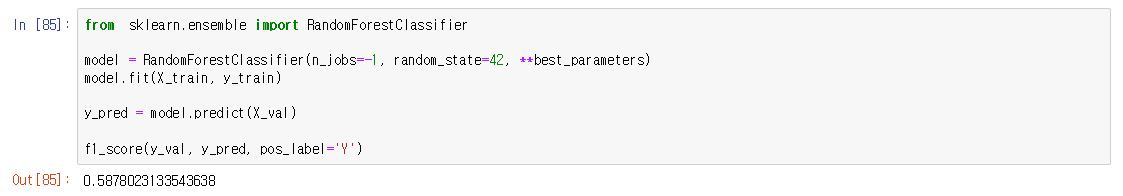 In [85]: from sklearn.ensemble import RandomForestClassifier
model = RandomForestClassifier(n_jobs=-1, random_state=42, **best_parameters)
model.fit(X_train, y_train)
y_pred = model.predict(X_val)
f1_score(y_val, y_pred, pos_label='Y')
Out[85]: 0.5878023133543638